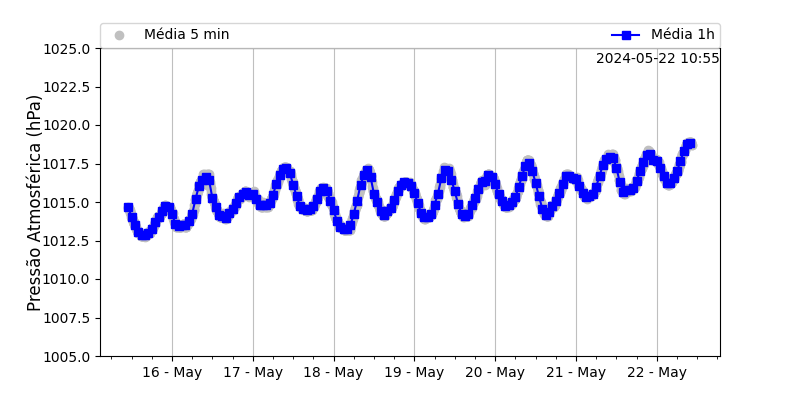 Média 5 min
Média 1h
2024-05-22 10:55
Pressão Atmosférica (hPa)
1025.0
1022.5
1020.0
1017.5
1015.0
1012.5
1010.0
1007.5
1005.0
16 - May
17 - May
18 - May
19 - May
20 - May
21 - May
22 - May